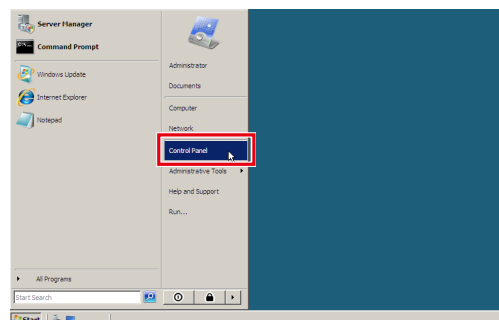 Server Manager
Command Prompt
Windows Update
Internet Explorer
Notepad
All Programs
Start Search
Administrator
Documents
Computer
Network
Control Panel
Administrative Tools
Help and Support
Run...
Start